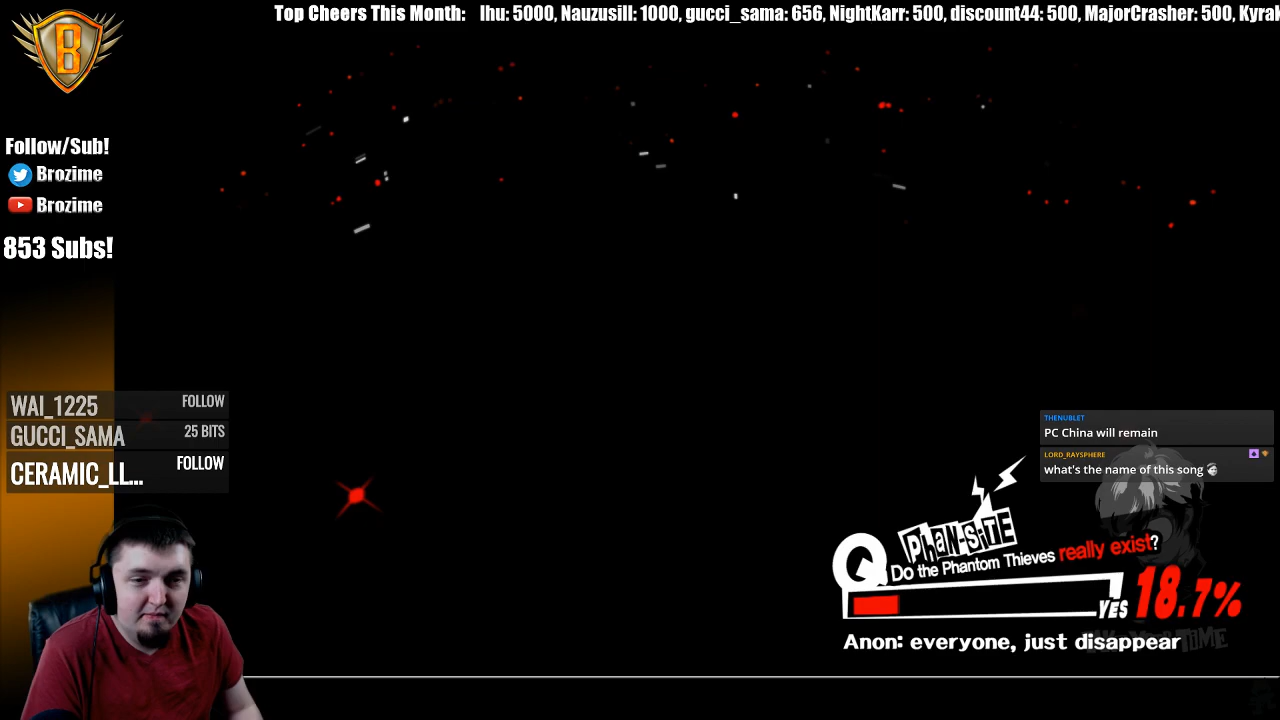 Top Cheers This Month: lhu: 5000, Nauzusill: 1000, gucci_sama: 656, NightKarr: 500, discount44: 500, MajorCrasher: 500, Kyrak
B
Follow/Sub!
Brozime
Brozime
853 Subs!
WAI_1225 FOLLOW
GUCCI_SAMA 25 BITS
CERAMIC_LL... FOLLOW
THENUBLET
PC China will remain
LORD_RAYSPHERE
what's the name of this song
PhaN-SiTE
Q Do the Phantom Thieves really exist?
YES 18.7%
Anon: everyone, just disappear